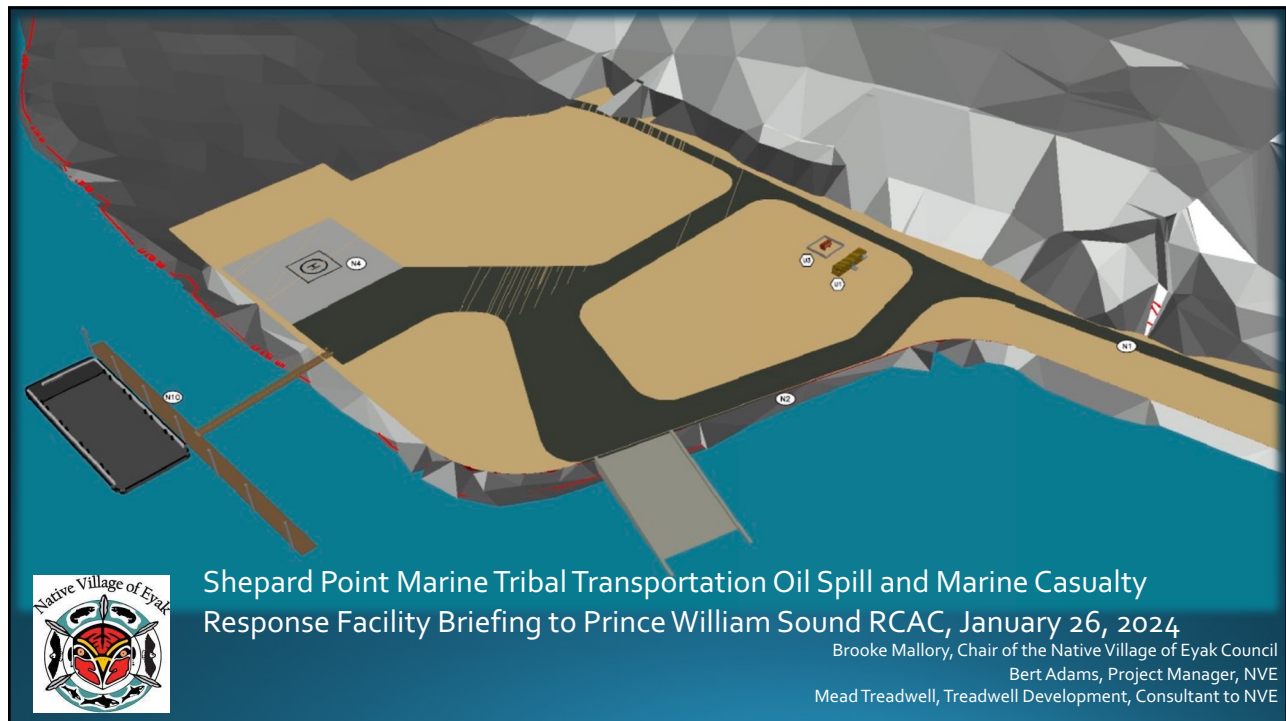 H
N4
U3
U1
N1
N10
N2
Native Village of Eyak
Shepard Point Marine Tribal Transportation Oil Spill and Marine Casualty
Response Facility Briefing to Prince William Sound RCAC, January 26, 2024
Brooke Mallory, Chair of the Native Village of Eyak Council
Bert Adams, Project Manager, NVE
Mead Treadwell, Treadwell Development, Consultant to NVE